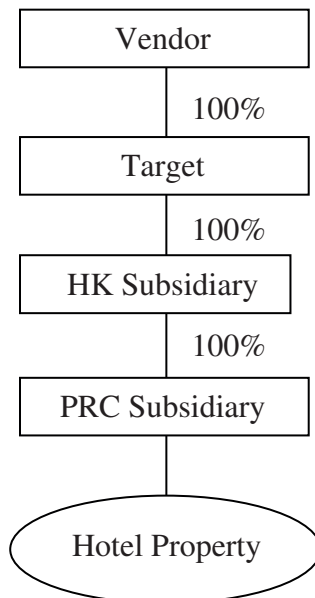 Vendor
100%
Target
100%
HK Subsidiary
100%
PRC Subsidiary
Hotel Property